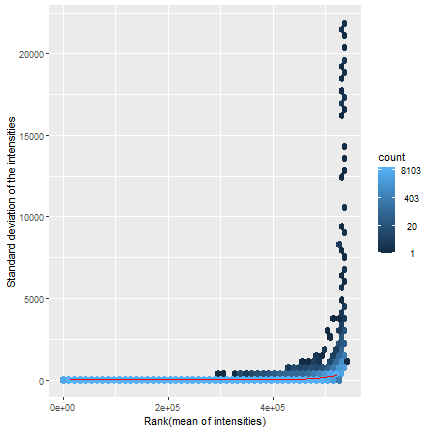 20000
15000
10000
5000
0
Standard deviation of the intensities
0e+00
2e+05
4e+05
Rank(mean of intensities)
count
8103
403
20
1